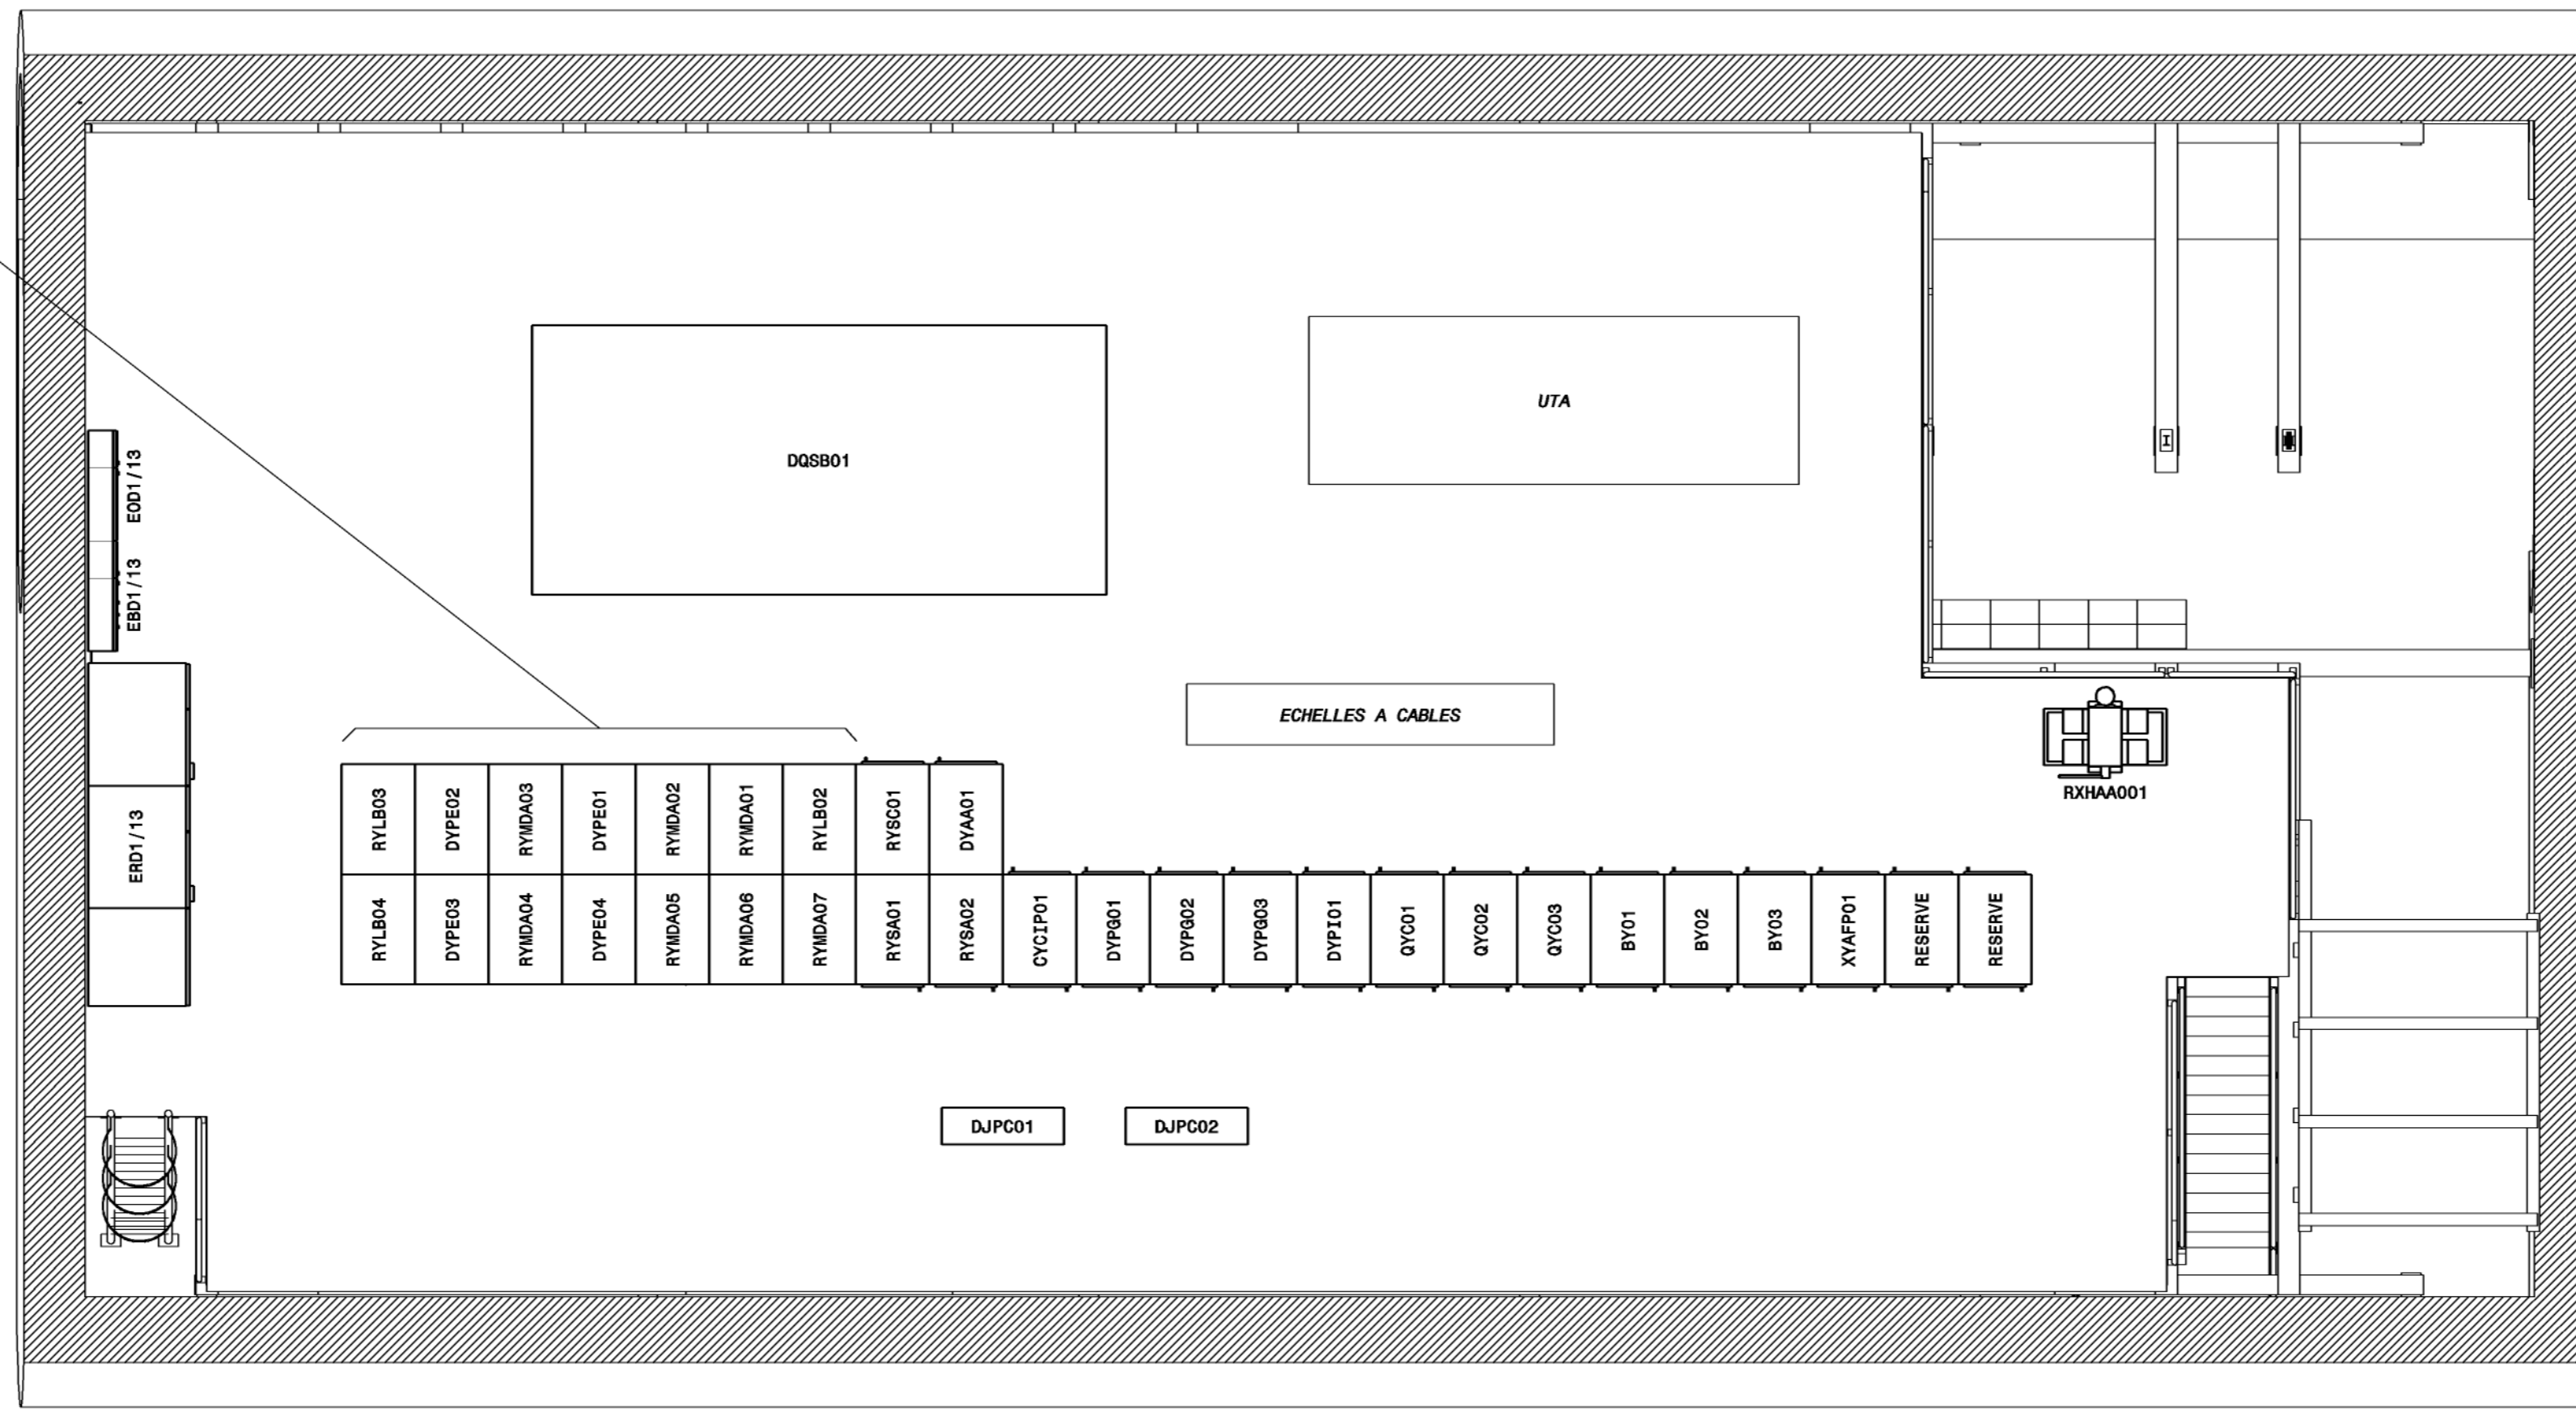 UTA
DQSB01
EOD1/13
EBD1/13
ECHELLES A CABLES
RXHAA001
ERD1/13
RYLB03
DYPE02
RYMDA03
DYPE01
RYMDA02
RYMDA01
RYLB02
RYSC01
DYAA01
RYLB04
DYPE03
RYMDA04
DYPE04
RYMDA05
RYMDA06
RYMDA07
RYSA01
RYSA02
CYCIP01
DYPG01
DYPG02
DYPG03
DYPI01
QYC01
QYC02
QYC03
BY01
BY02
BY03
XYAFP01
RESERVE
RESERVE
DJPC01
DJPC02